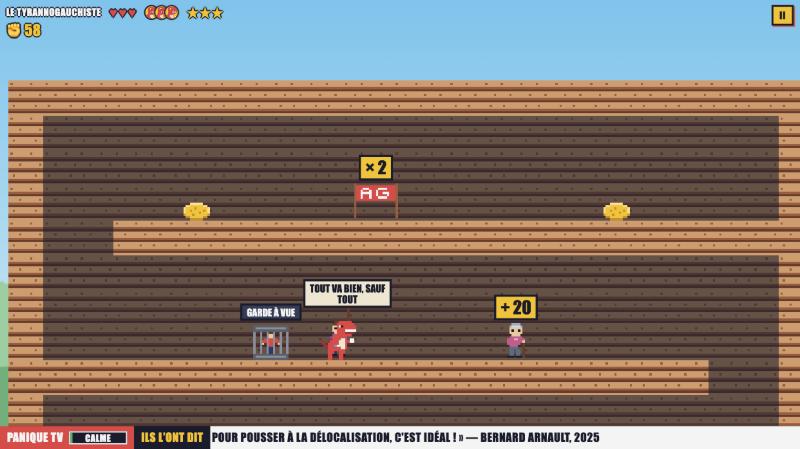 LE TYRANNOGAUCHISTE
58
× 2
AG
TOUT VA BIEN, SAUF
TOUT
GARDE À VUE
+ 20
PANIQUE TV CALME ILS L'ONT DIT POUR POUSSER À LA DÉLOCALISATION, C'EST IDÉAL ! » — BERNARD ARNAULT, 2025